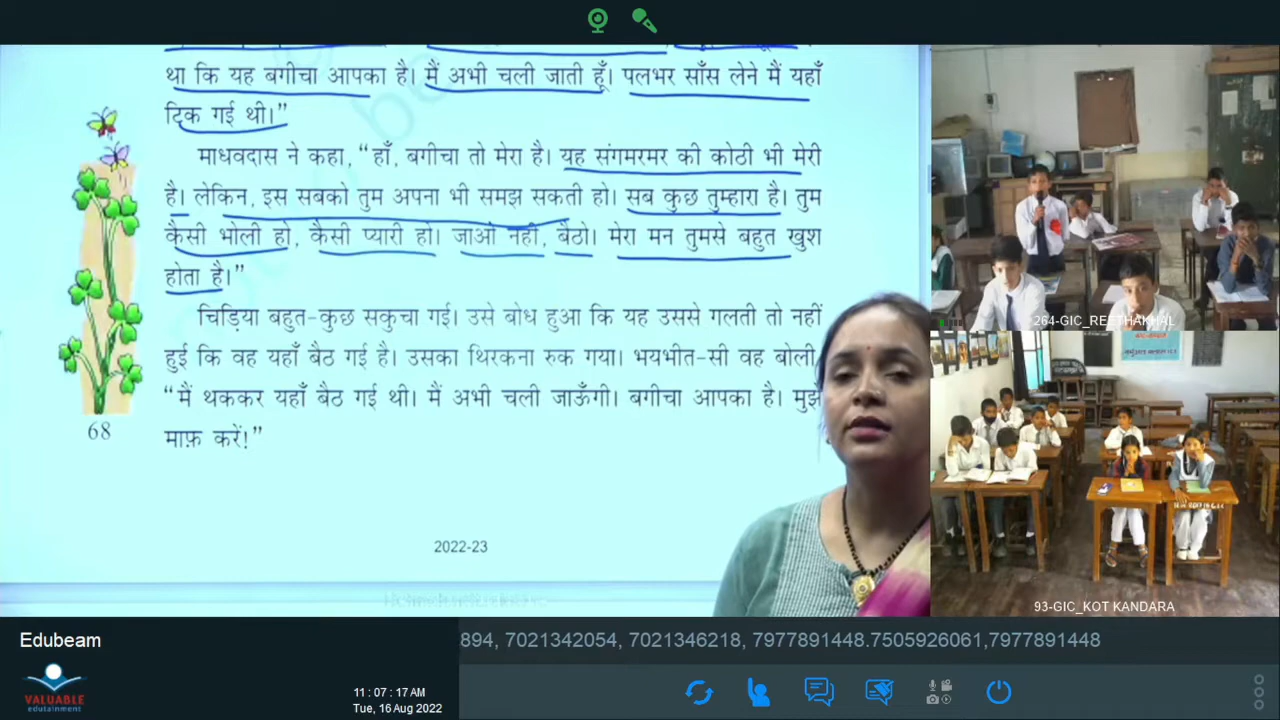 था कि यह बगीचा आपका है। मैं अभी चली जाती हूँ। पलभर साँस लेने मैं यहाँ
टिक गई थी।”
माधवदास ने कहा, “हाँ, बगीचा तो मेरा है। यह संगमरमर की कोठी भी मेरी
है। लेकिन, इस सबको तुम अपना भी समझ सकती हो। सब कुछ तुम्हारा है। तुम
कैसी भोली हो, कैसी प्यारी हो। जाओ नहीं, बैठो। मेरा मन तुमसे बहुत खुश
होता है।”
चिड़िया बहुत-कुछ सकुचा गई। उसे बोध हुआ कि यह उससे गलती तो नहीं
हुई कि वह यहाँ बैठ गई है। उसका थिरकना रुक गया। भयभीत-सी वह बोली,
“मैं थककर यहाँ बैठ गई थी। मैं अभी चली जाऊँगी। बगीचा आपका है। मुझे
माफ़ करें!”
68
2022-23
264-GIC_REETHAKHAL
93-GIC_KOT KANDARA
Edubeam
894, 7021342054, 7021346218, 7977891448.7505926061,7977891448
VALUABLE
edutainment
11 : 07 : 17 AM
Tue, 16 Aug 2022